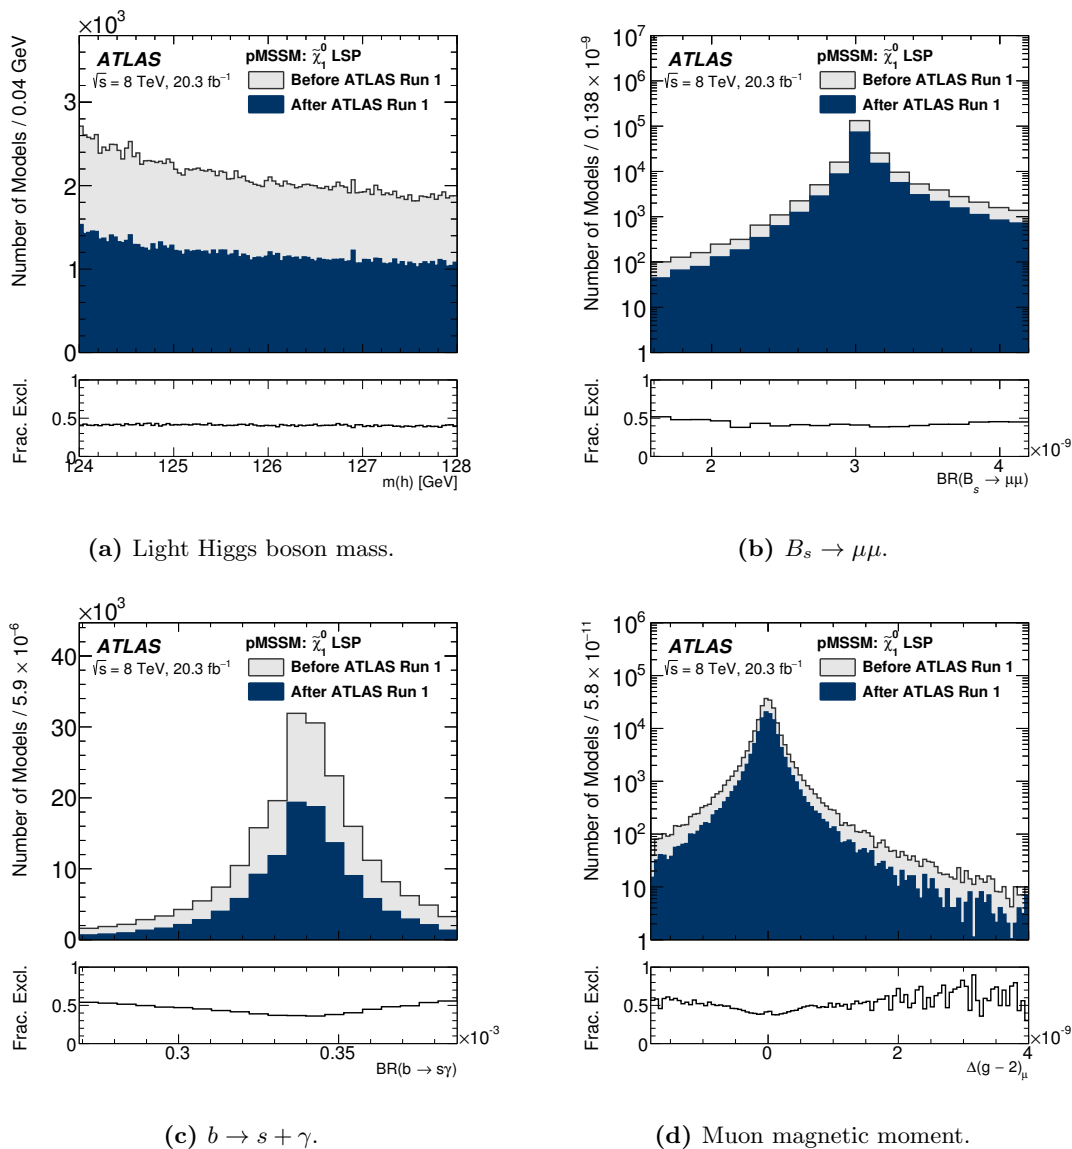 ×10³
Number of Models / 0.04 GeV
ATLAS
√s = 8 TeV, 20.3 fb⁻¹
pMSSM: χ̃⁰₁ LSP
Before ATLAS Run 1
After ATLAS Run 1
3
2
1
0
Frac. Excl.
1
0.5
0
124 125 126 127 128
m(h) [GeV]
(a) Light Higgs boson mass.
Number of Models / 0.138 × 10⁻⁹
ATLAS
√s = 8 TeV, 20.3 fb⁻¹
pMSSM: χ̃⁰₁ LSP
Before ATLAS Run 1
After ATLAS Run 1
10⁷
10⁶
10⁵
10⁴
10³
10²
10
1
Frac. Excl.
1
0.5
0
2 3 4
×10⁻⁹
BR(B_s → μμ)
(b) B_s → μμ.
×10³
Number of Models / 5.9 × 10⁻⁶
ATLAS
√s = 8 TeV, 20.3 fb⁻¹
pMSSM: χ̃⁰₁ LSP
Before ATLAS Run 1
After ATLAS Run 1
40
30
20
10
0
Frac. Excl.
1
0.5
0
0.3 0.35
×10⁻³
BR(b → sγ)
(c) b → s + γ.
Number of Models / 5.8 × 10⁻¹¹
ATLAS
√s = 8 TeV, 20.3 fb⁻¹
pMSSM: χ̃⁰₁ LSP
Before ATLAS Run 1
After ATLAS Run 1
10⁶
10⁵
10⁴
10³
10²
10
1
Frac. Excl.
1
0.5
0
0 2 4
×10⁻⁹
Δ(g − 2)_μ
(d) Muon magnetic moment.